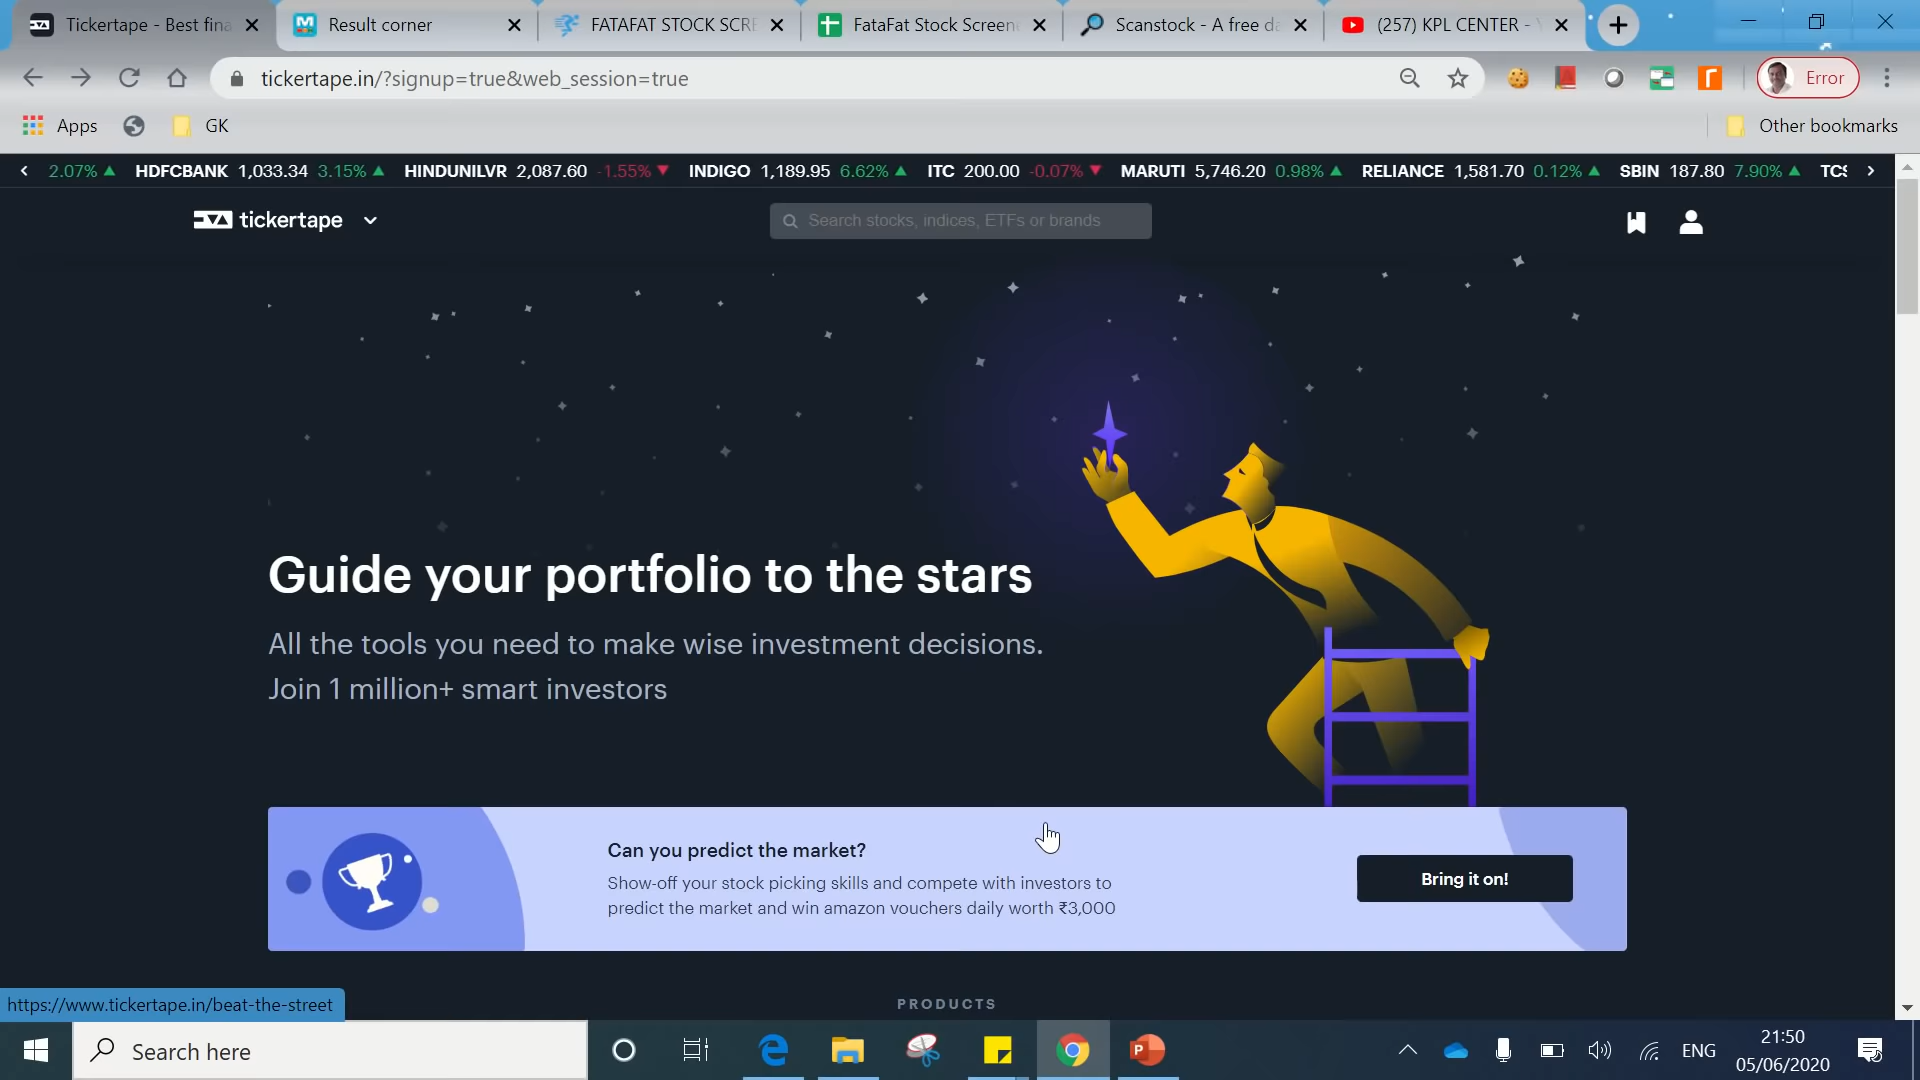 Tickertape - Best fina
Result corner
FATAFAT STOCK SCRE
FataFat Stock Screen
Scanstock - A free da
(257) KPL CENTER -
tickertape.in/?signup=true&web_session=true
Error
Apps
GK
Other bookmarks
2.07% ▲ HDFCBANK 1,033.34 3.15% ▲ HINDUNILVR 2,087.60 -1.55% ▼ INDIGO 1,189.95 6.62% ▲ ITC 200.00 -0.07% ▼ MARUTI 5,746.20 0.98% ▲ RELIANCE 1,581.70 0.12% ▲ SBIN 187.80 7.90% ▲ TCS
tickertape
Search stocks, indices, ETFs or brands
Guide your portfolio to the stars
All the tools you need to make wise investment decisions.
Join 1 million+ smart investors
Can you predict the market?
Show-off your stock picking skills and compete with investors to
predict the market and win amazon vouchers daily worth ₹3,000
Bring it on!
PRODUCTS
https://www.tickertape.in/beat-the-street
Search here
ENG
21:50
05/06/2020